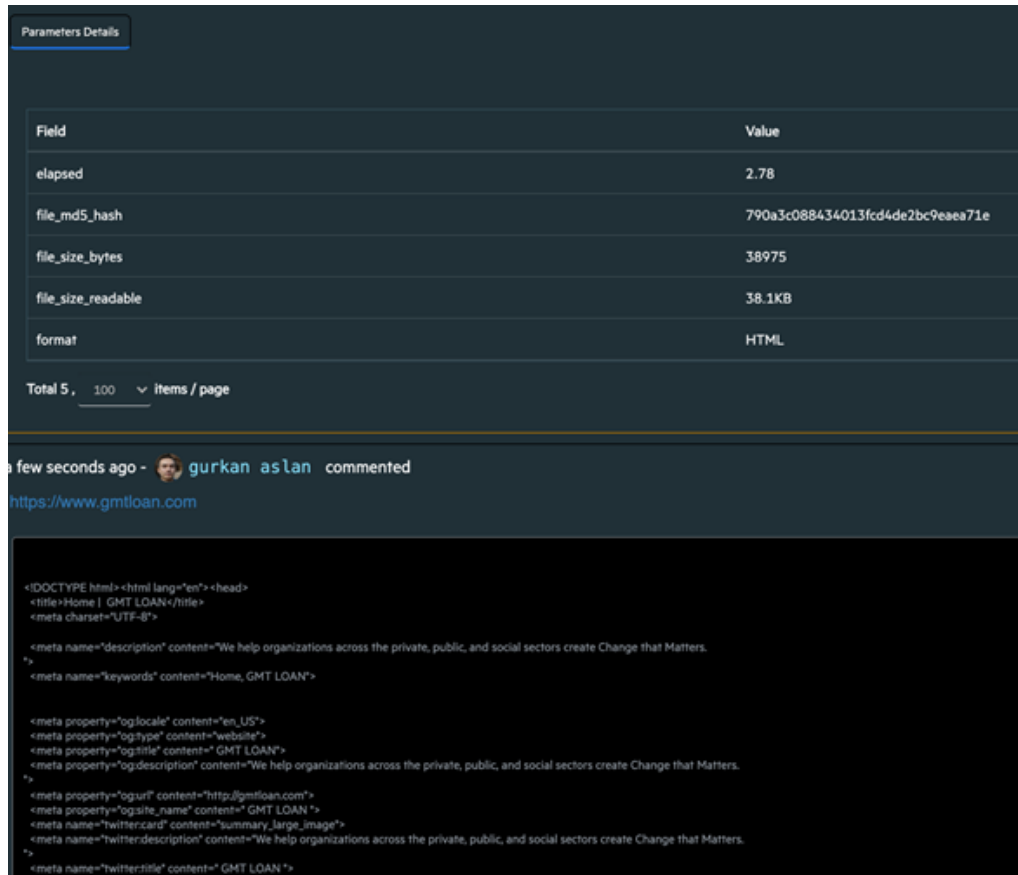 Parameters Details
Field Value
elapsed 2.78
file_md5_hash 790a3c088434013fcd4de2bc9eaea71e
file_size_bytes 38975
file_size_readable 38.1KB
format HTML
Total 5 , 100 items / page
a few seconds ago - gurkan aslan commented
https://www.gmtloan.com
<!DOCTYPE html><html lang="en"><head>
<title>Home | GMT LOAN</title>
<meta charset="UTF-8">
<meta name="description" content="We help organizations across the private, public, and social sectors create Change that Matters.
">
<meta name="keywords" content="Home, GMT LOAN">
<meta property="og:locale" content="en_US">
<meta property="og:type" content="website">
<meta property="og:title" content=" GMT LOAN">
<meta property="og:description" content="We help organizations across the private, public, and social sectors create Change that Matters.
">
<meta property="og:url" content="http://gmtloan.com">
<meta property="og:site_name" content=" GMT LOAN ">
<meta name="twitter:card" content="summary_large_image">
<meta name="twitter:description" content="We help organizations across the private, public, and social sectors create Change that Matters.
">
<meta name="twitter:title" content=" GMT LOAN ">